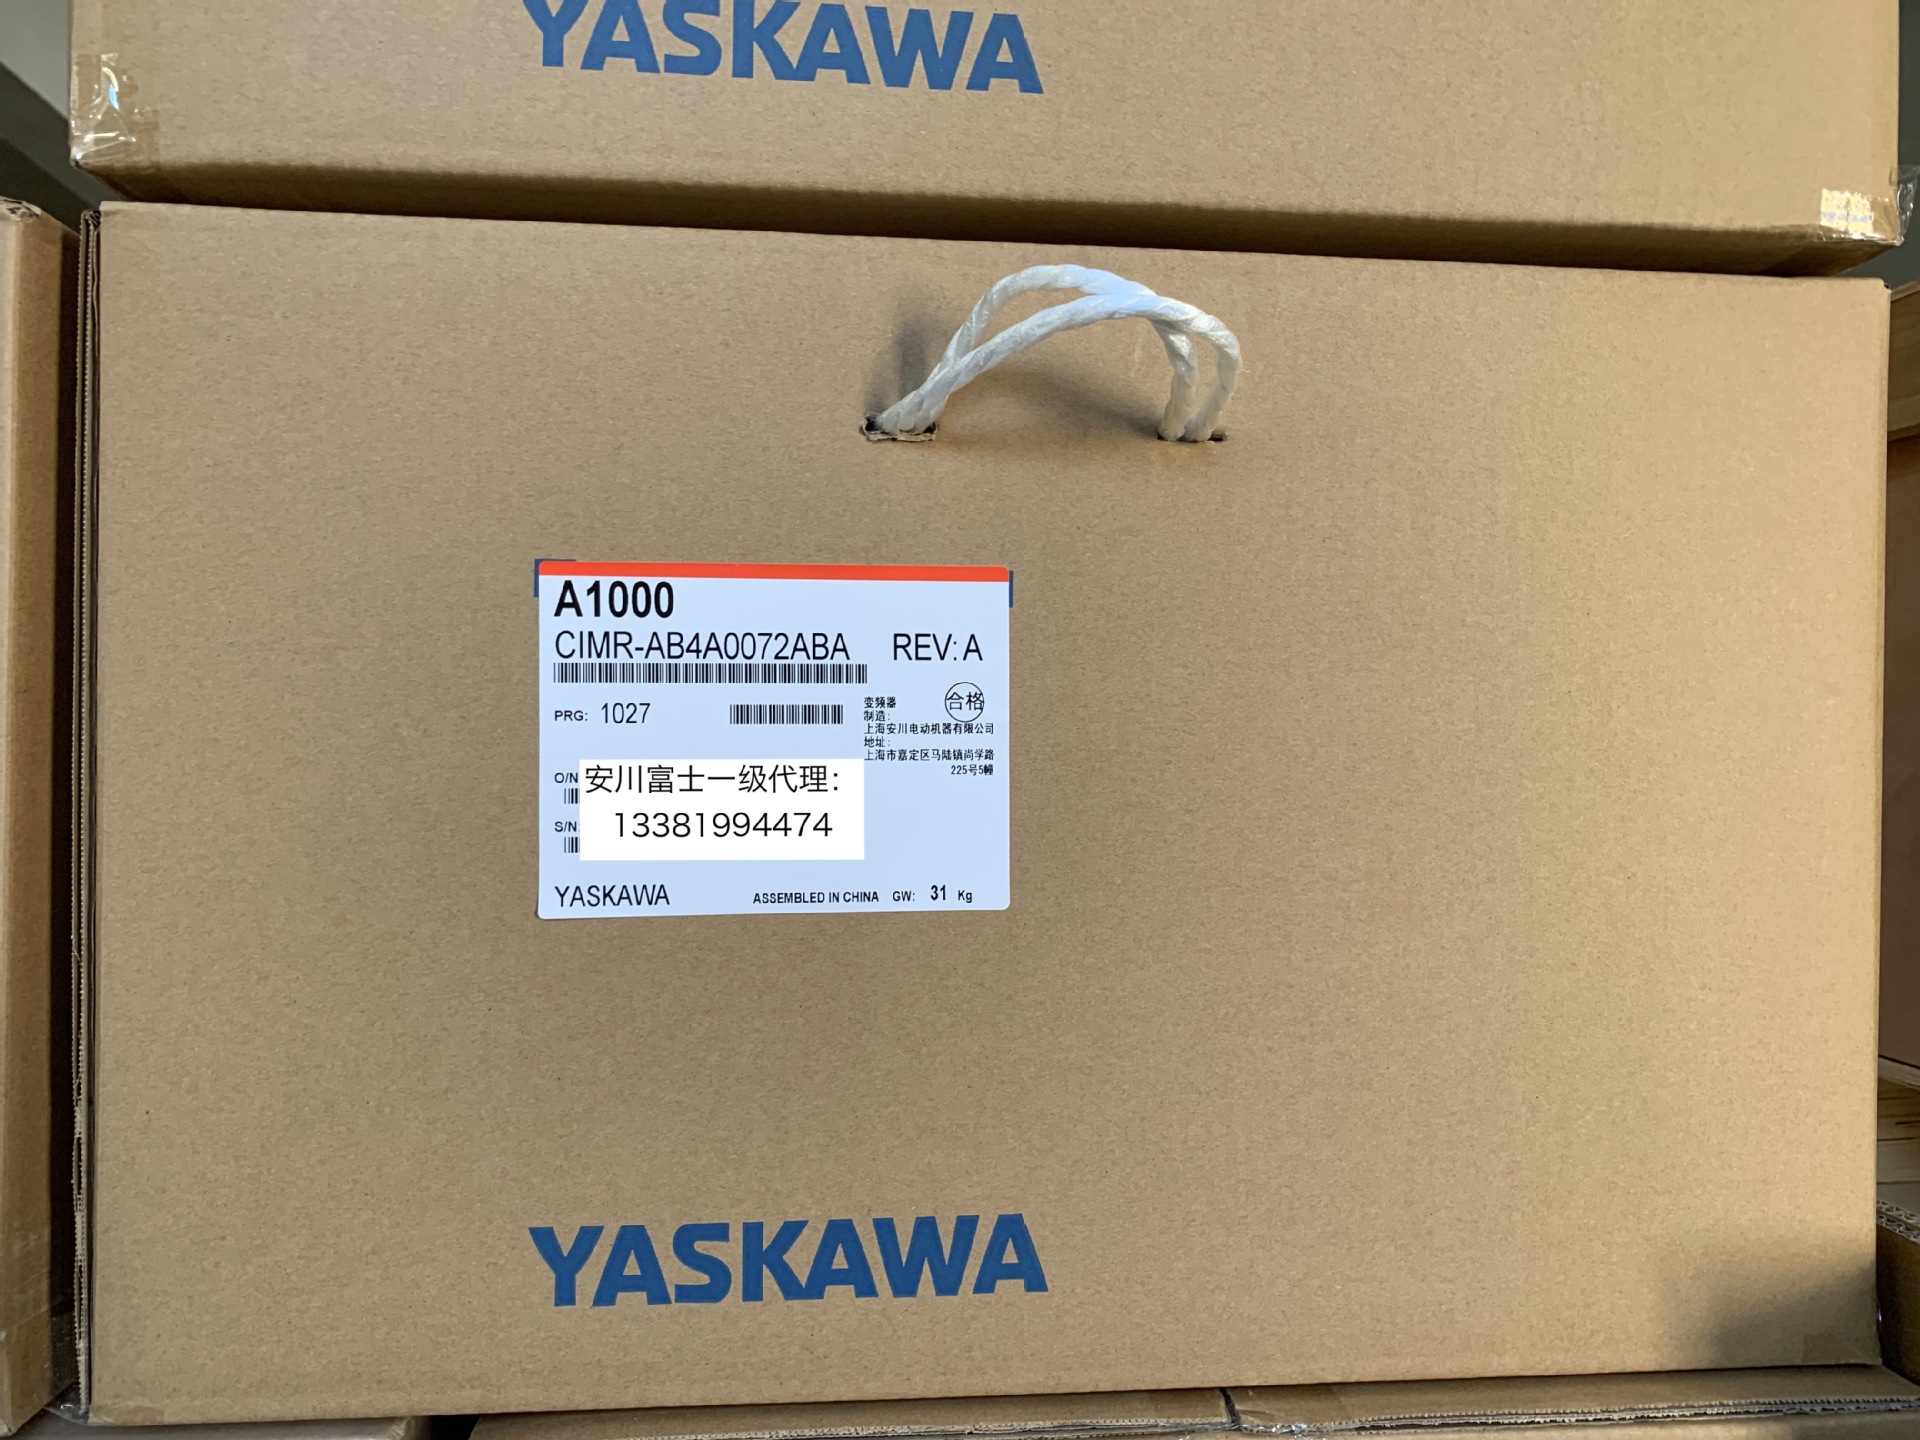 YASKAWA
A1000
CIMR-AB4A0072ABA REV: A
PRG: 1027
变频器 合格
制造:
上海安川电动机器有限公司
地址:
上海市嘉定区马陆镇尚学路
225号5幢
O/N
安川富士一级代理：
S/N:
13381994474
YASKAWA ASSEMBLED IN CHINA GW: 31 Kg
YASKAWA